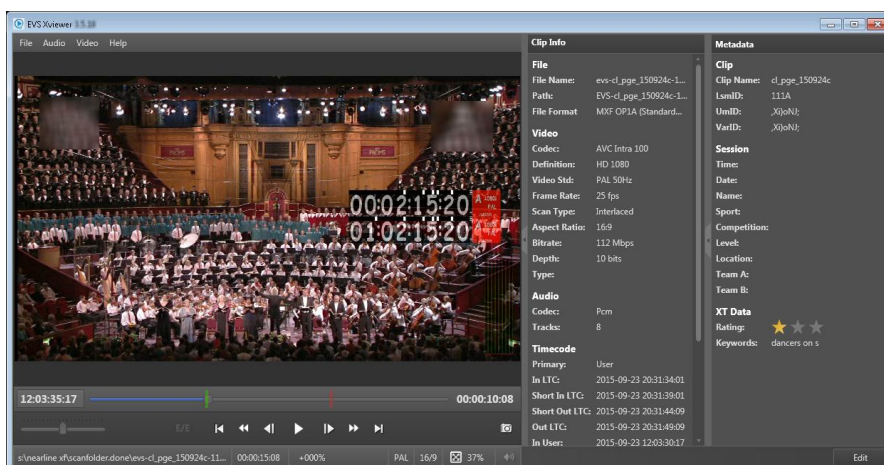 EVS Xviewer 3.5.10
File Audio Video Help
00:02:15:20
01:02:15:20
A
1080i
PAL
A
12:03:35:17
00:00:10:08
E/E
s:\nearline xf\scanfolder.done\evs-cl_pge_150924c-11... 00:00:15:08 +000% PAL 16/9 37%
Clip Info
File
File Name: evs-cl_pge_150924c-1...
Path: EVS-cl_pge_150924c-1...
File Format MXF OP1A (Standard...
Video
Codec: AVC Intra 100
Definition: HD 1080
Video Std: PAL 50Hz
Frame Rate: 25 fps
Scan Type: Interlaced
Aspect Ratio: 16:9
Bitrate: 112 Mbps
Depth: 10 bits
Type:
Audio
Codec: Pcm
Tracks: 8
Timecode
Primary: User
In LTC: 2015-09-23 20:31:34:01
Short In LTC: 2015-09-23 20:31:39:01
Short Out LTC: 2015-09-23 20:31:44:09
Out LTC: 2015-09-23 20:31:49:09
In User: 2015-09-23 12:03:30:17
Metadata
Clip
Clip Name: cl_pge_150924c
LsmID: 111A
UmID: ,Xi)oNJ;
VarID: ,Xi)oNJ;
Session
Time:
Date:
Name:
Sport:
Competition:
Level:
Location:
Team A:
Team B:
XT Data
Rating:
Keywords: dancers on s
Edit